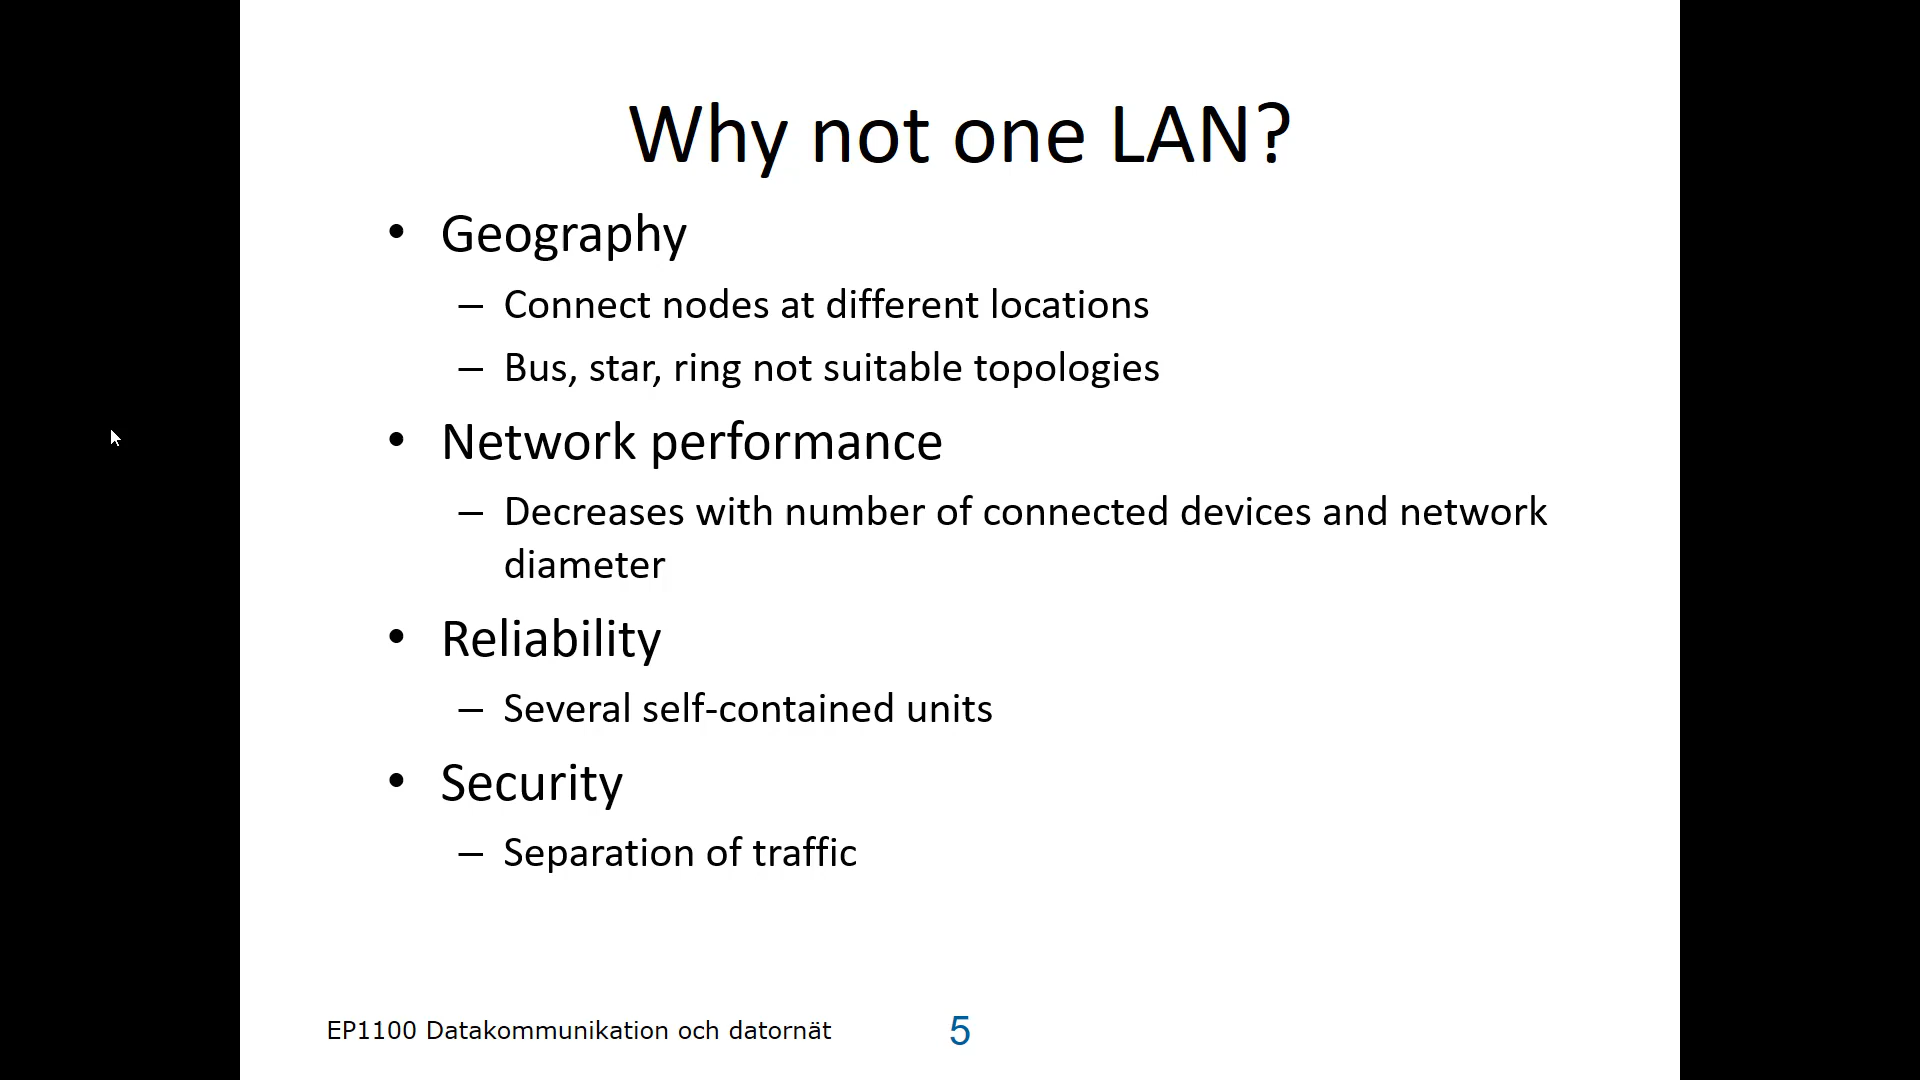 Why not one LAN?
• Geography
– Connect nodes at different locations
– Bus, star, ring not suitable topologies
• Network performance
– Decreases with number of connected devices and network
diameter
• Reliability
– Several self-contained units
• Security
– Separation of traffic
EP1100 Datakommunikation och datornät
5